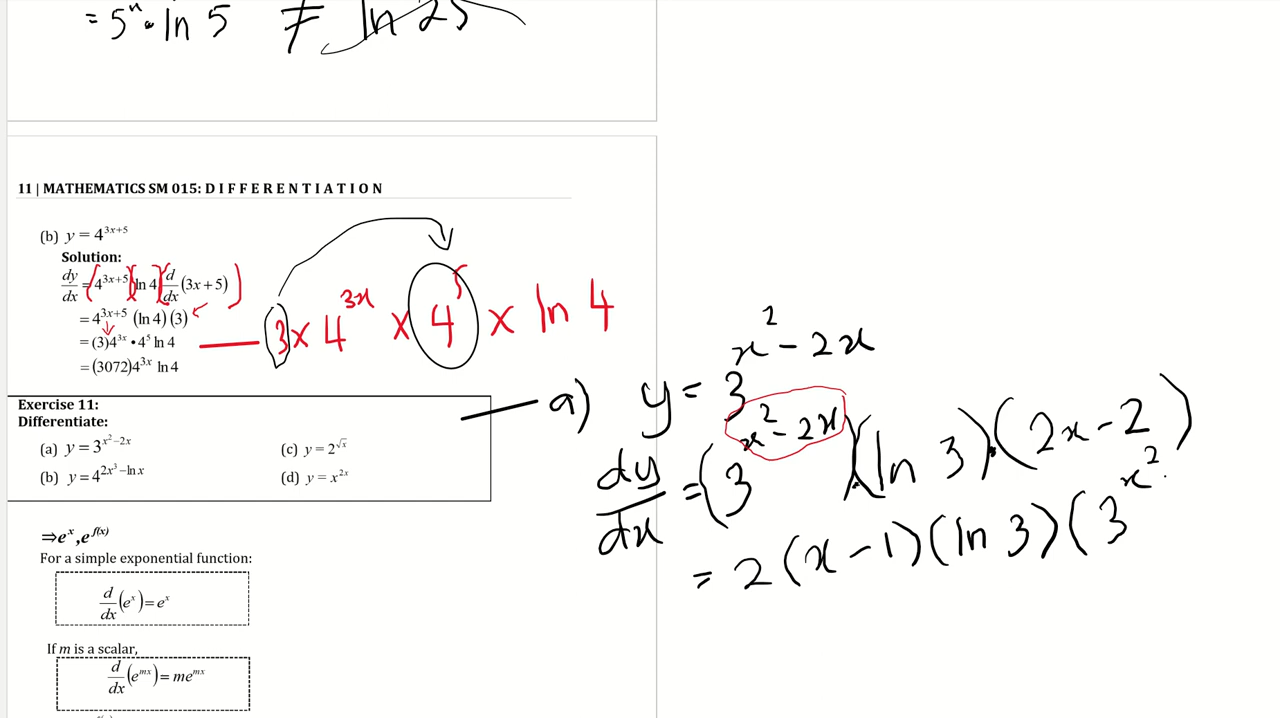 = 5ˣ • ln 5 ≠ ln 25
11 | MATHEMATICS SM 015: D I F F E R E N T I A T I O N
(b) y = 4^(3x+5)
Solution:
dy/dx = (4^(3x+5))(ln 4)(d/dx (3x + 5))
= 4^(3x+5) (ln 4)(3)
= (3)4^(3x) • 4^5 ln 4
3 × 4^(3x) × 4^5 × ln 4
= (3072)4^(3x) ln 4
Exercise 11:
Differentiate:
(a) y = 3^(x²−2x) (c) y = 2^(√x)
(b) y = 4^(2x³−ln x) (d) y = x^(2x)
a) y = 3^(x²−2x)
dy/dx = (3^(x²−2x))·(ln 3)·(2x−2)
= 2(x−1)(ln 3)(3^(x²
⇒e^x, e^f(x)
For a simple exponential function:
d/dx (e^x) = e^x
If m is a scalar,
d/dx (e^(mx)) = me^(mx)